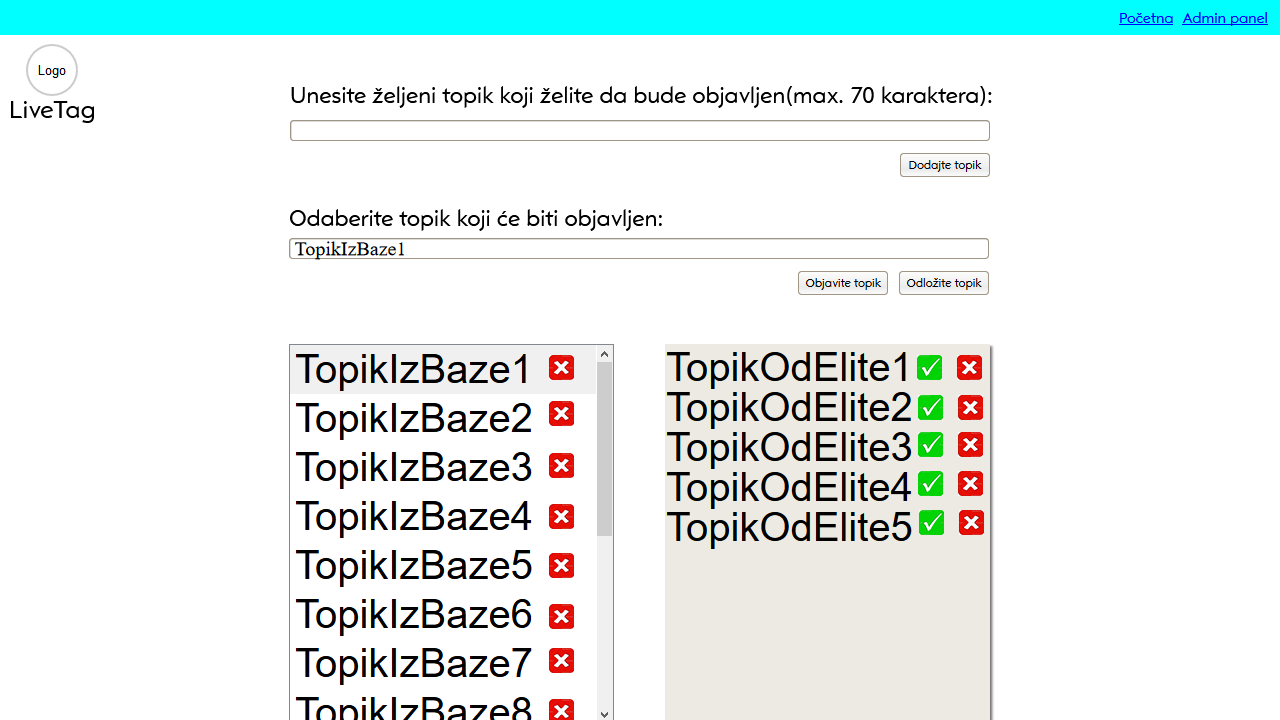 Početna Admin panel
Logo
LiveTag
Unesite željeni topik koji želite da bude objavljen(max. 70 karaktera):
Dodajte topik
Odaberite topik koji će biti objavljen:
TopikIzBaze1
Objavite topik Odložite topik
TopikIzBaze1
TopikIzBaze2
TopikIzBaze3
TopikIzBaze4
TopikIzBaze5
TopikIzBaze6
TopikIzBaze7
TopikIzBaze8
TopikOdElite1
TopikOdElite2
TopikOdElite3
TopikOdElite4
TopikOdElite5